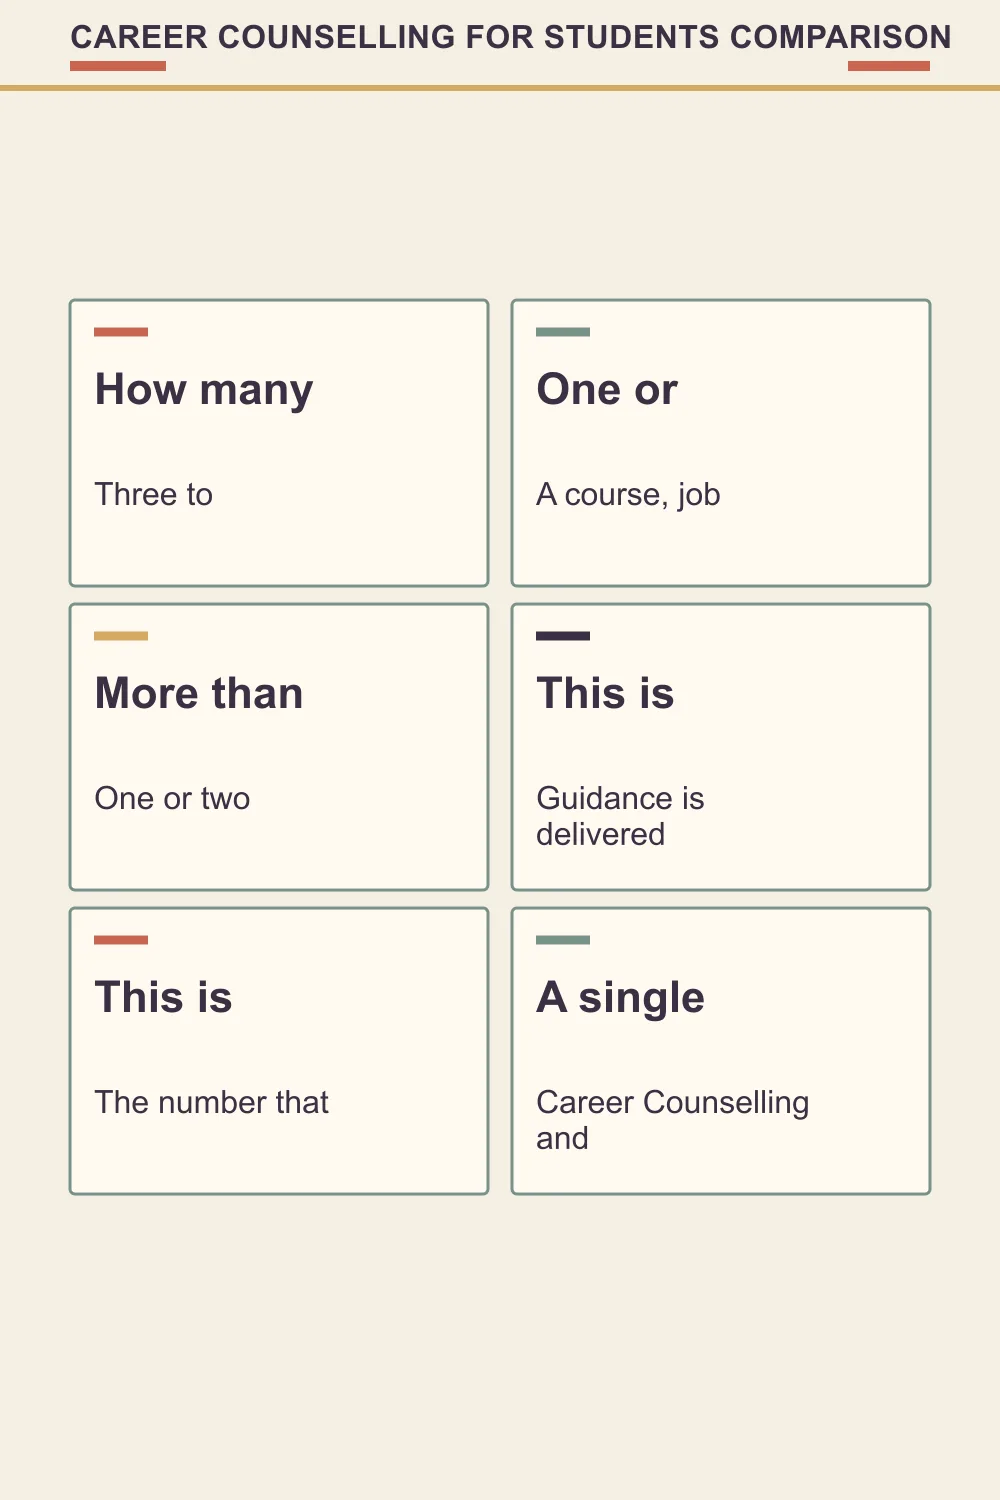 CAREER COUNSELLING FOR STUDENTS COMPARISON
How many
Three to
One or
A course, job
More than
One or two
This is
Guidance is
delivered
This is
The number that
A single
Career Counselling
and